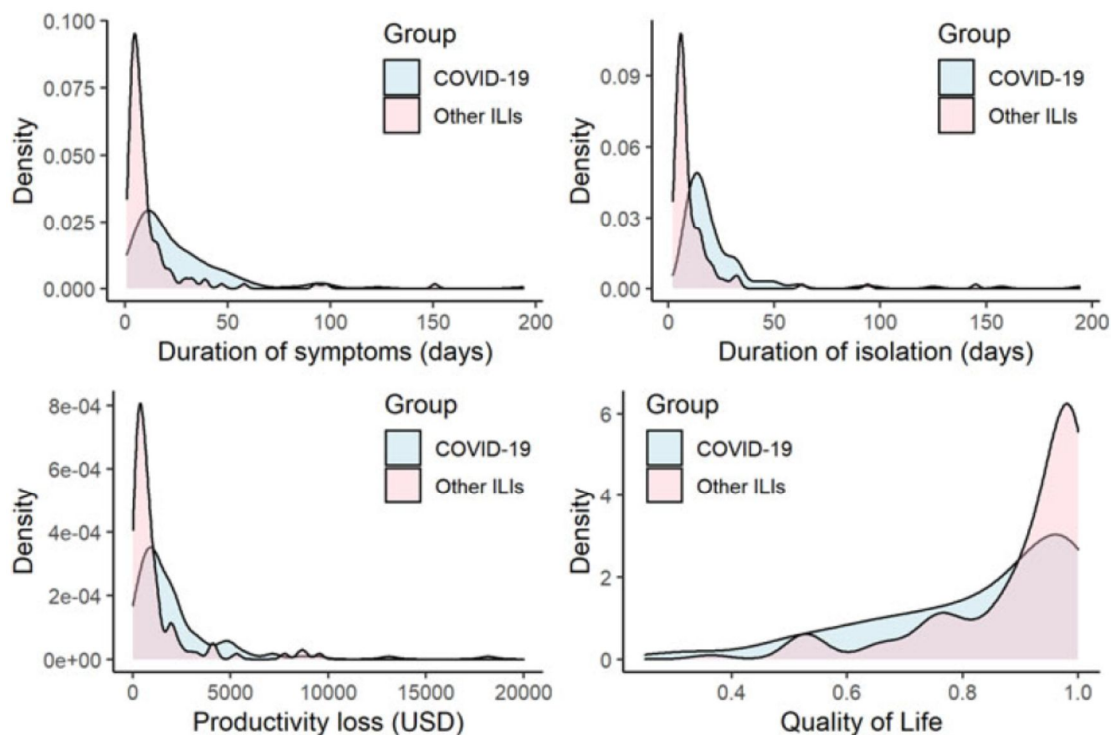 0.100
0.075
0.050
0.025
0.000
Density
Group
COVID-19
Other ILIs
0 50 100 150 200
Duration of symptoms (days)
0.09
0.06
0.03
0.00
Density
Group
COVID-19
Other ILIs
0 50 100 150 200
Duration of isolation (days)
8e-04
6e-04
4e-04
2e-04
0e+00
Density
Group
COVID-19
Other ILIs
0 5000 10000 15000 20000
Productivity loss (USD)
6
4
2
0
Density
Group
COVID-19
Other ILIs
0.4 0.6 0.8 1.0
Quality of Life